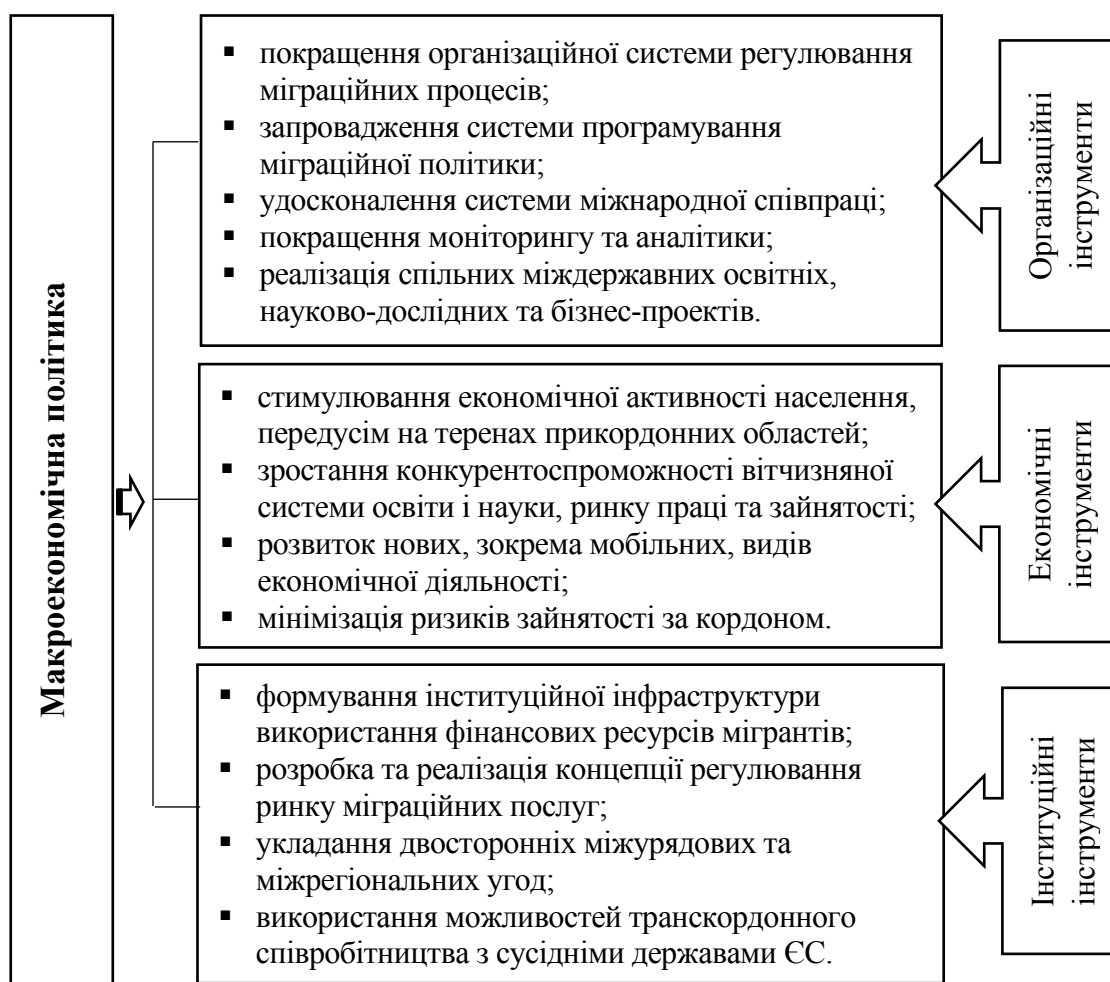 Макроекономічна політика
▪ покращення організаційної системи регулювання
міграційних процесів;
▪ запровадження системи програмування
міграційної політики;
▪ удосконалення системи міжнародної співпраці;
▪ покращення моніторингу та аналітики;
▪ реалізація спільних міждержавних освітніх,
науково-дослідних та бізнес-проектів.
Організаційні
інструменти
▪ стимулювання економічної активності населення,
передусім на теренах прикордонних областей;
▪ зростання конкурентоспроможності вітчизняної
системи освіти і науки, ринку праці та зайнятості;
▪ розвиток нових, зокрема мобільних, видів
економічної діяльності;
▪ мінімізація ризиків зайнятості за кордоном.
Економічні
інструменти
▪ формування інституційної інфраструктури
використання фінансових ресурсів мігрантів;
▪ розробка та реалізація концепції регулювання
ринку міграційних послуг;
▪ укладання двосторонніх міжурядових та
міжрегіональних угод;
▪ використання можливостей транскордонного
співробітництва з сусідніми державами ЄС.
Інституційні
інструменти